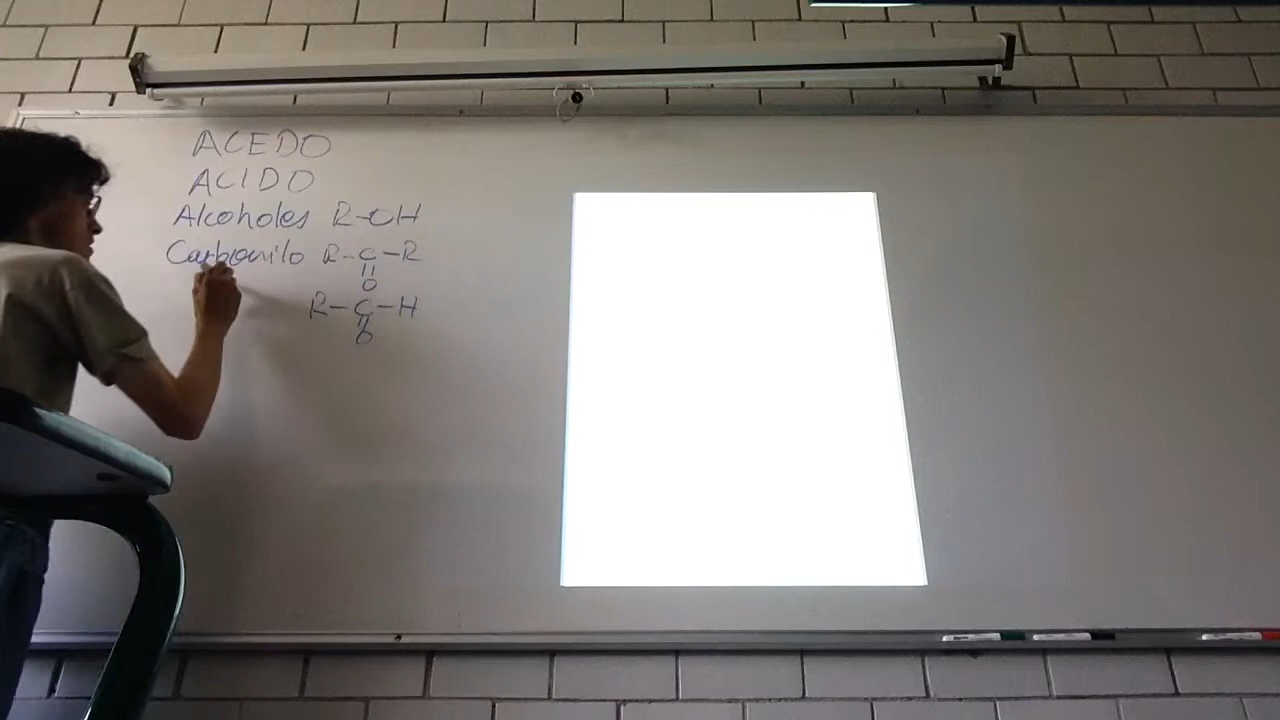 ACEDO
ACIDO
Alcoholes R-OH
Carbonilo R-C-R
||
O
R-C-H
||
O